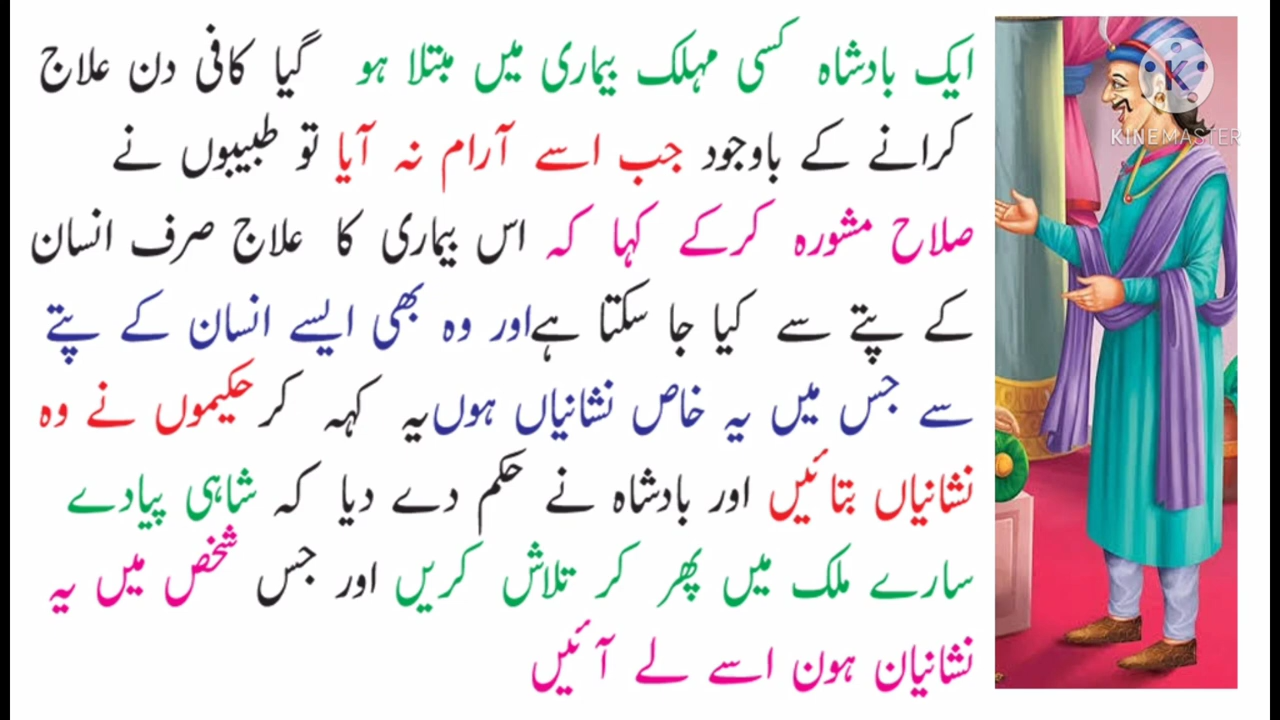 ایک بادشاہ کسی مہلک بیماری میں مبتلا ہو گیا کافی دن علاج
کرانے کے باوجود جب اسے آرام نہ آیا تو طبیبوں نے
صلاح مشورہ کرکے کہا کہ اس بیماری کا علاج صرف انسان
کے پتے سے کیا جا سکتا ہے اور وہ بھی ایسے انسان کے پتے
سے جس میں یہ خاص نشانیاں ہوں یہ کہہ کر حکیموں نے وہ
نشانیاں بتائیں اور بادشاہ نے حکم دے دیا کہ شاہی پیادے
سارے ملک میں پھر کر تلاش کریں اور جس شخص میں یہ
نشانیان ہون اسے لے آئیں
K
KINEMASTER